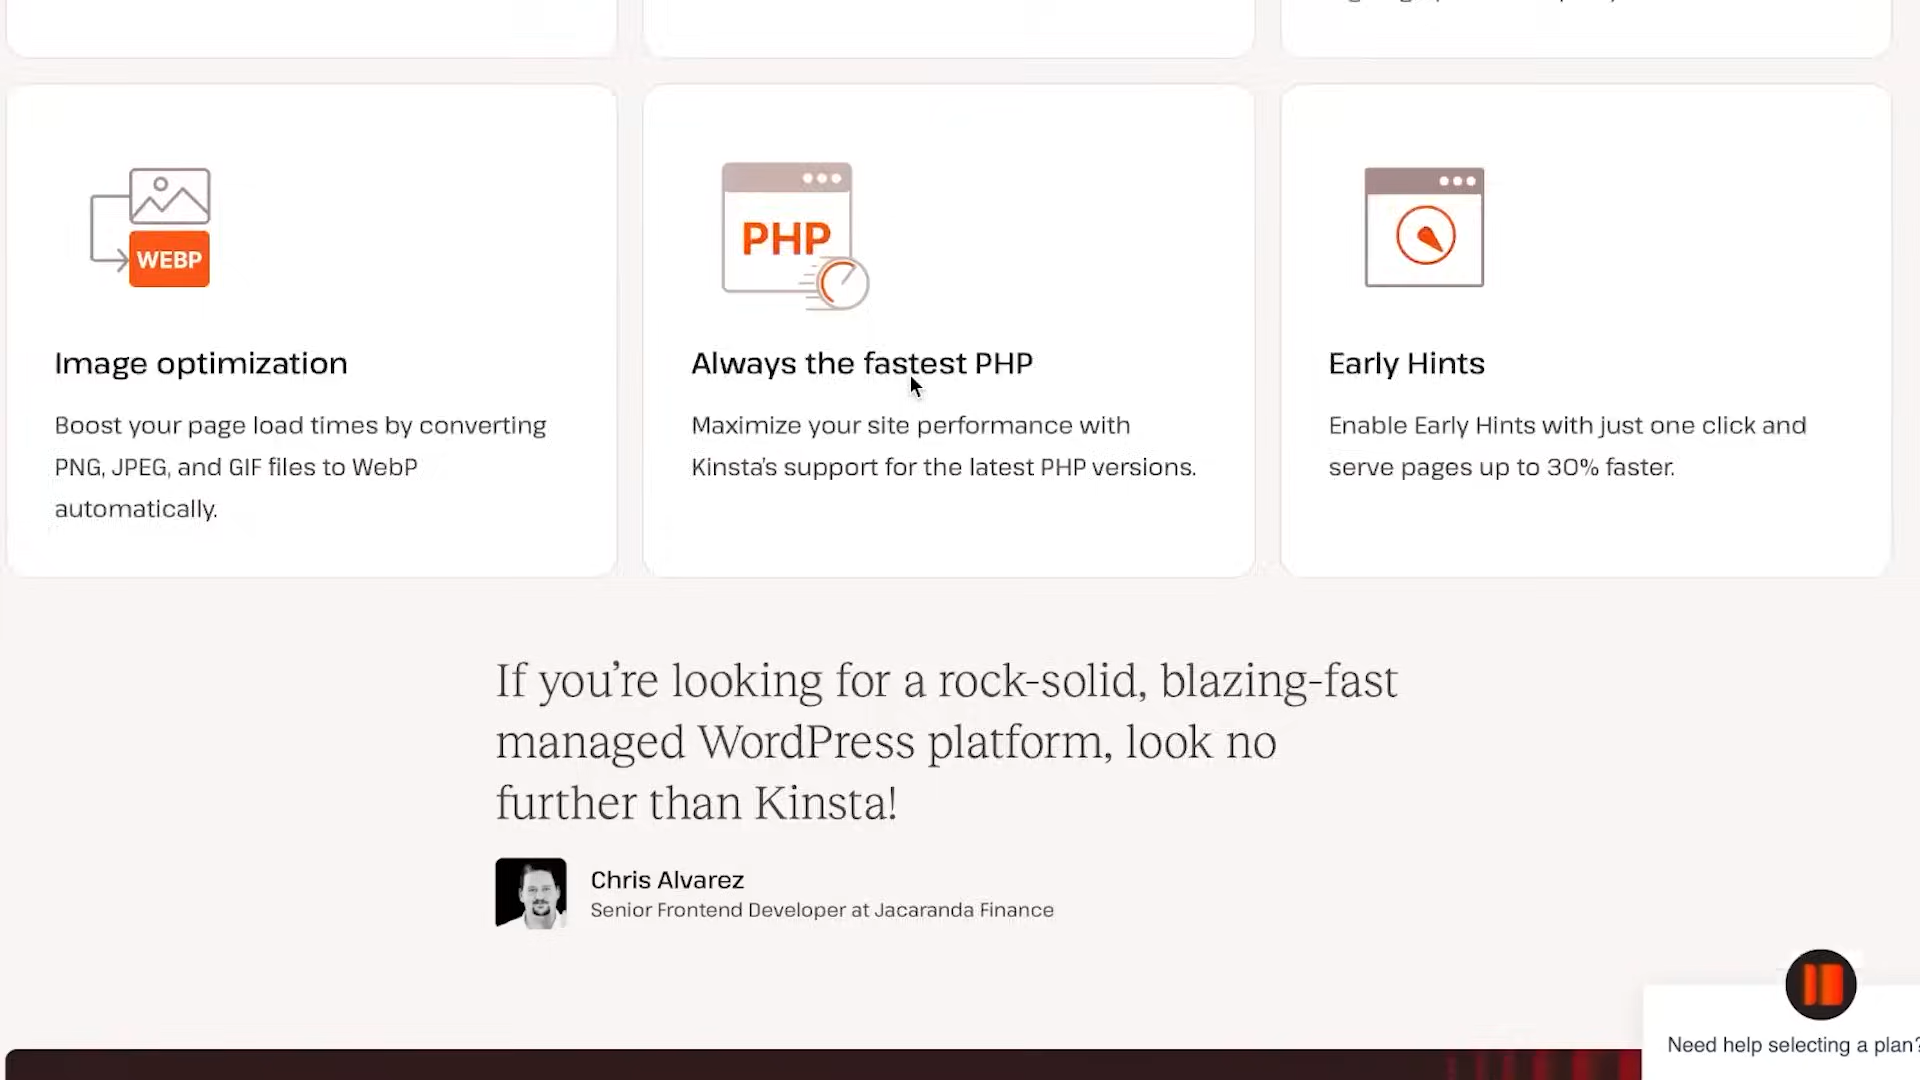 WEBP
PHP
Image optimization
Boost your page load times by converting
PNG, JPEG, and GIF files to WebP
automatically.
Always the fastest PHP
Maximize your site performance with
Kinsta's support for the latest PHP versions.
Early Hints
Enable Early Hints with just one click and
serve pages up to 30% faster.
If you're looking for a rock-solid, blazing-fast
managed WordPress platform, look no
further than Kinsta!
Chris Alvarez
Senior Frontend Developer at Jacaranda Finance
Need help selecting a plan?